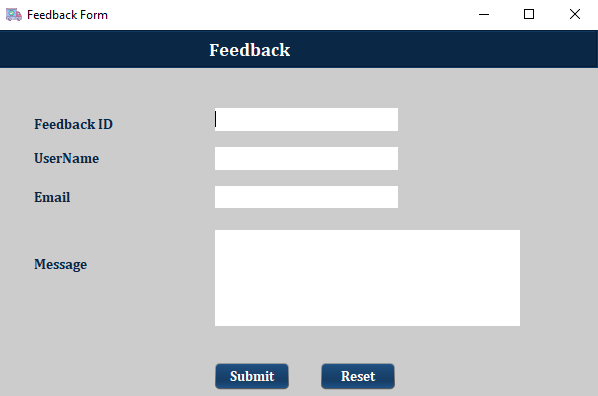 Feedback Form
Feedback
Feedback ID
UserName
Email
Message
Submit Reset